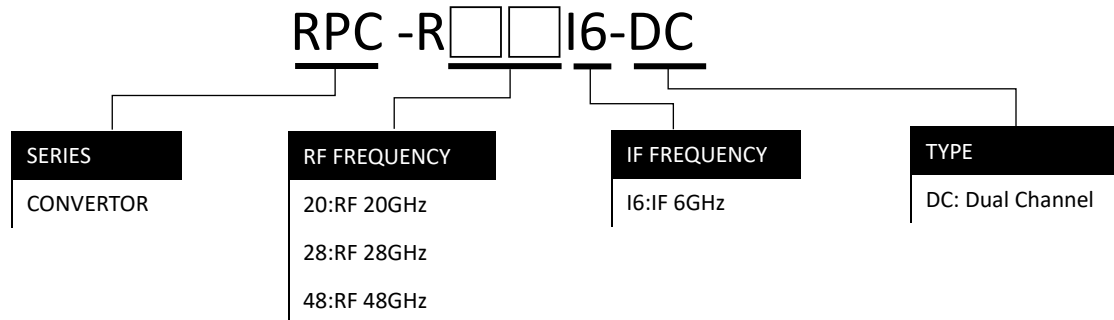 RPC -R□□I6-DC
SERIES
CONVERTOR
RF FREQUENCY
20:RF 20GHz
28:RF 28GHz
48:RF 48GHz
IF FREQUENCY
I6:IF 6GHz
TYPE
DC: Dual Channel